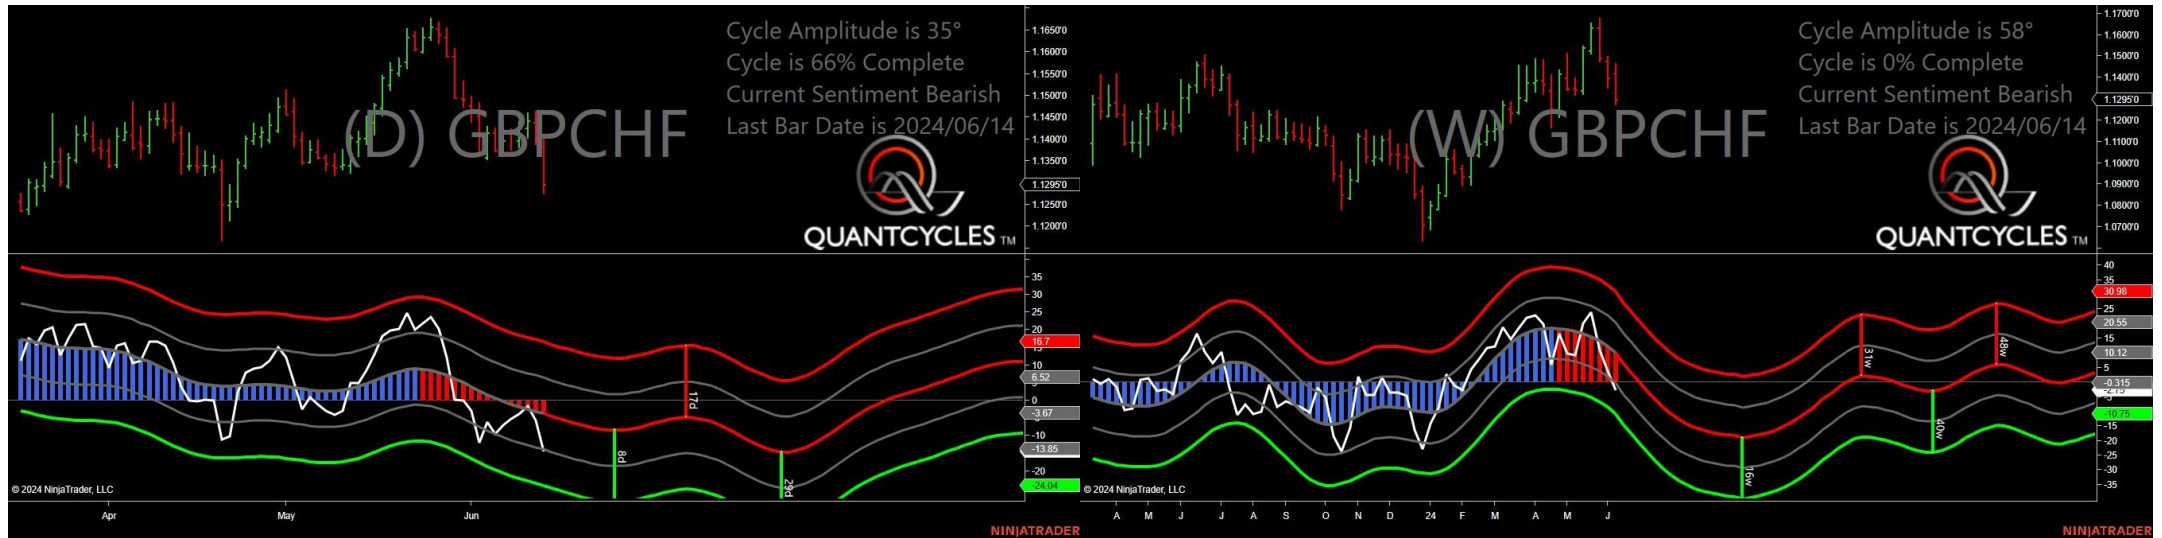 Cycle Amplitude is 35°
Cycle is 66% Complete
Current Sentiment Bearish
Last Bar Date is 2024/06/14
(D) GBPCHF
QUANTCYCLES TM
1.1650'0
1.1600'0
1.1550'0
1.1500'0
1.1450'0
1.1400'0
1.1350'0
1.1295'0
1.1250'0
1.1200'0
35
30
25
20
16.7
10
6.52
0
-3.67
-10
-13.85
-20
-24.04
8d
17d
29d
© 2024 NinjaTrader, LLC
Apr May Jun
NINJATRADER
Cycle Amplitude is 58°
Cycle is 0% Complete
Current Sentiment Bearish
Last Bar Date is 2024/06/14
(W) GBPCHF
QUANTCYCLES TM
1.1700'0
1.1600'0
1.1500'0
1.1400'0
1.1295'0
1.1200'0
1.1100'0
1.1000'0
1.0900'0
1.0800'0
1.0700'0
40
35
30.98
25
20.55
15
10.12
5
-0.315
-10.75
-15
-20
-25
-30
-35
16w
31w
40w
48w
© 2024 NinjaTrader, LLC
A M J J A S O N D 24 F M A M J
NINJATRADER